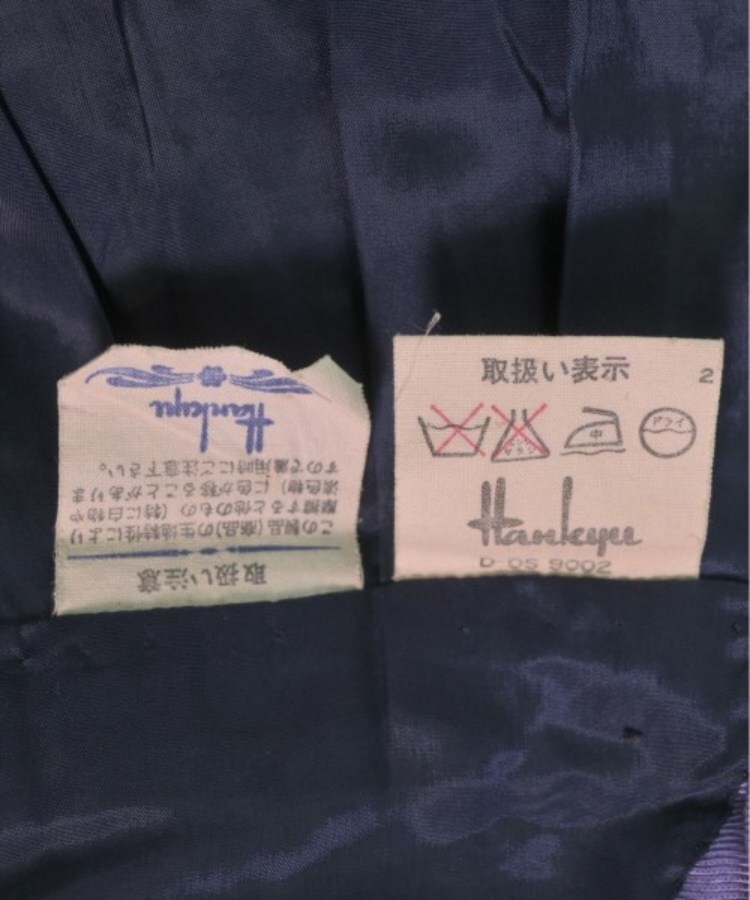 取扱い注意
この製品(商品)の生地特性により
摩擦すると他のもの(特に白物や
淡色物)に色が移ることがありま
すので着用時にご注意下さい。
Hankyu
取扱い表示
2
中
ドライ
Hankyu
D 05 9002